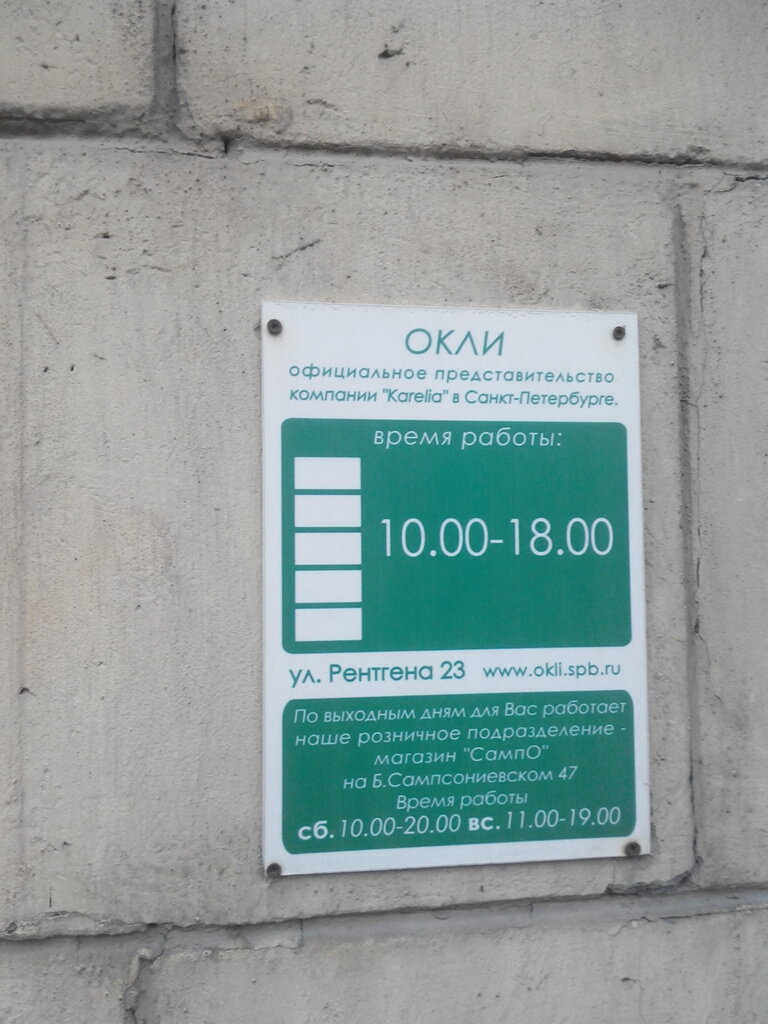 ОКЛИ
официальное представительство
компании "Karelia" в Санкт-Петербурге.
время работы:
10.00-18.00
ул. Рентгена 23 www.okli.spb.ru
По выходным дням для Вас работает
наше розничное подразделение -
магазин "СампО"
на Б.Сампсониевском 47
Время работы
сб. 10.00-20.00 вс. 11.00-19.00